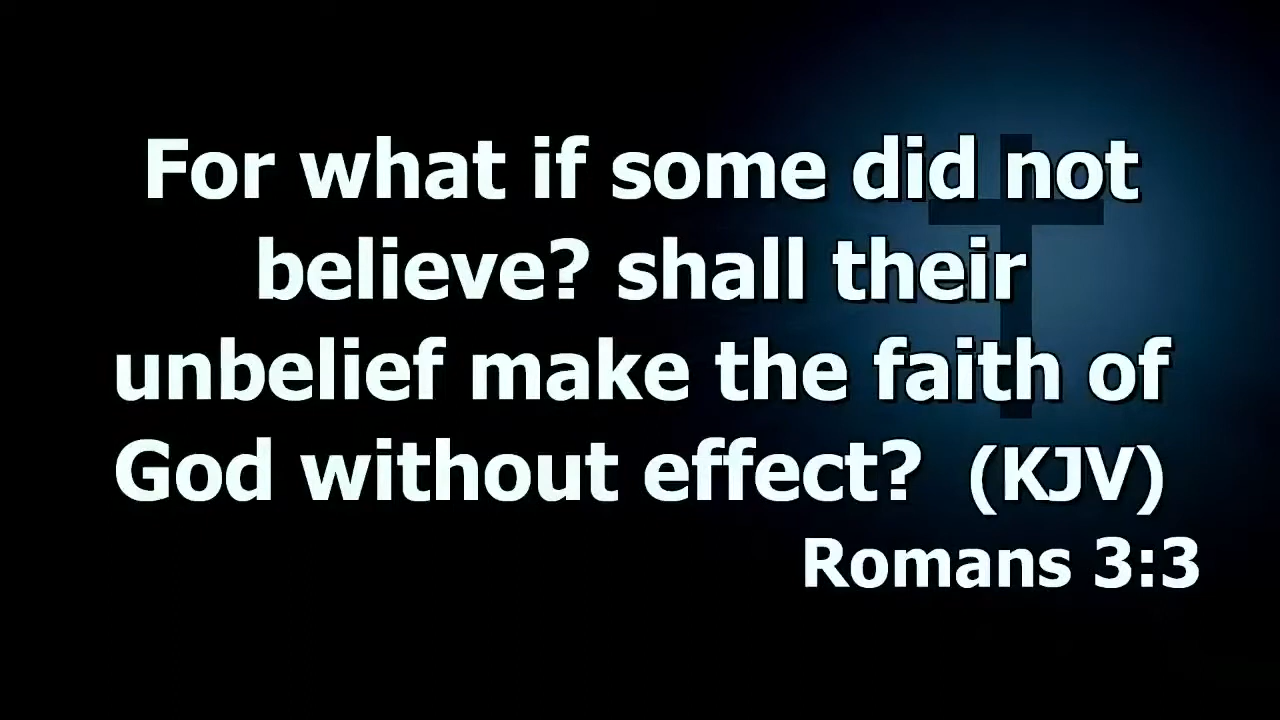 For what if some did not
believe? shall their
unbelief make the faith of
God without effect? (KJV)
Romans 3:3